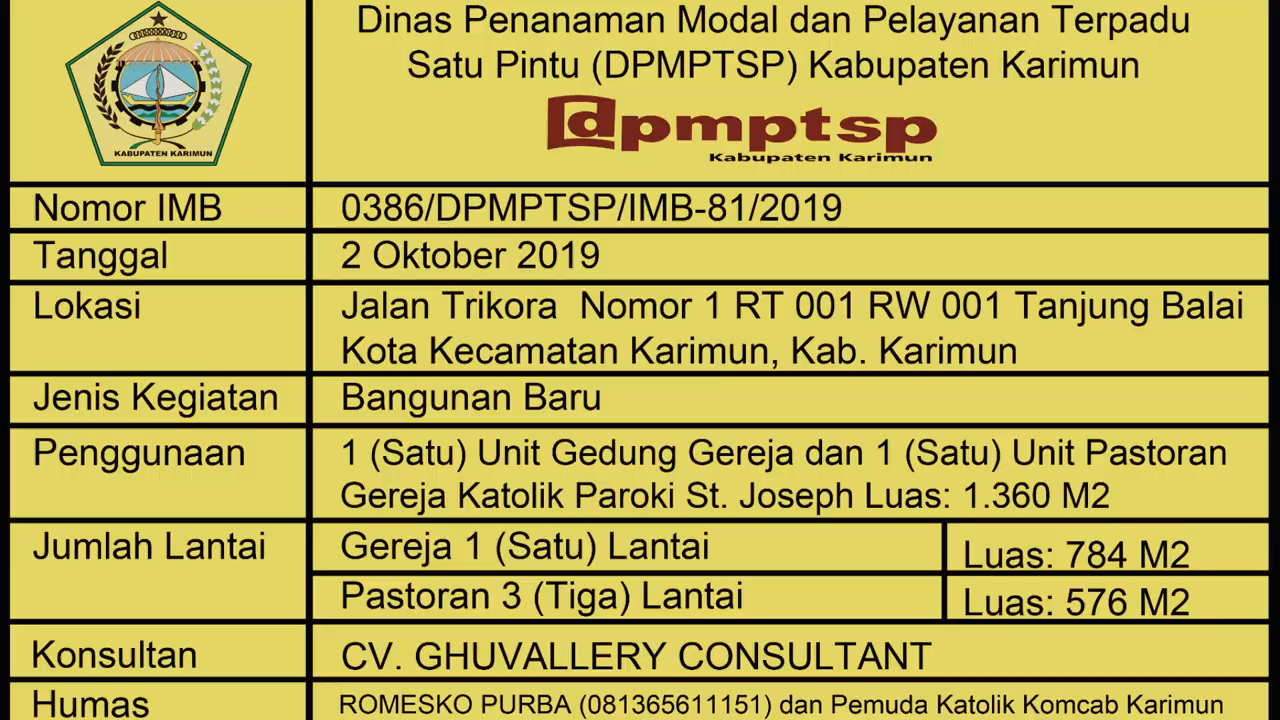 Dinas Penanaman Modal dan Pelayanan Terpadu
Satu Pintu (DPMPTSP) Kabupaten Karimun
KABUPATEN KARIMUN
dpmptsp
Kabupaten Karimun
Nomor IMB 0386/DPMPTSP/IMB-81/2019
Tanggal 2 Oktober 2019
Lokasi Jalan Trikora Nomor 1 RT 001 RW 001 Tanjung Balai
Kota Kecamatan Karimun, Kab. Karimun
Jenis Kegiatan Bangunan Baru
Penggunaan 1 (Satu) Unit Gedung Gereja dan 1 (Satu) Unit Pastoran
Gereja Katolik Paroki St. Joseph Luas: 1.360 M2
Jumlah Lantai Gereja 1 (Satu) Lantai Luas: 784 M2
Pastoran 3 (Tiga) Lantai Luas: 576 M2
Konsultan CV. GHUVALLERY CONSULTANT
Humas ROMESKO PURBA (081365611151) dan Pemuda Katolik Komcab Karimun